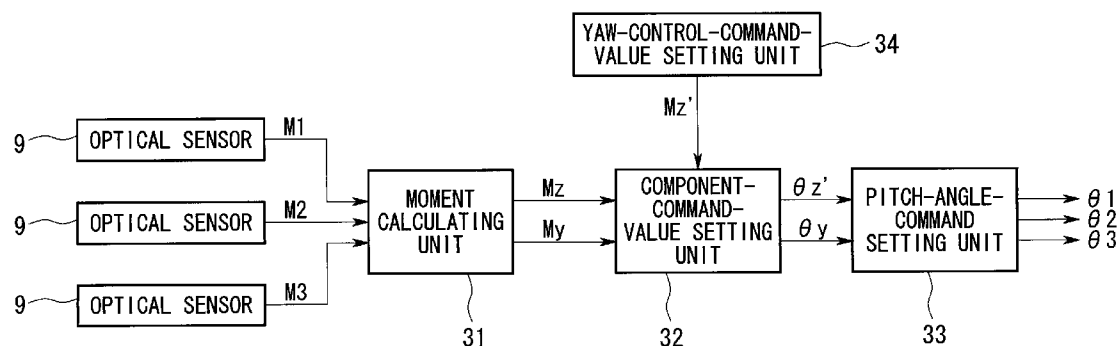 YAW-CONTROL-COMMAND-
VALUE SETTING UNIT
34
Mz'
9
OPTICAL SENSOR
M1
9
OPTICAL SENSOR
M2
9
OPTICAL SENSOR
M3
MOMENT
CALCULATING
UNIT
31
Mz
My
COMPONENT-
COMMAND-
VALUE SETTING
UNIT
32
θz'
θy
PITCH-ANGLE-
COMMAND
SETTING UNIT
33
θ1
θ2
θ3